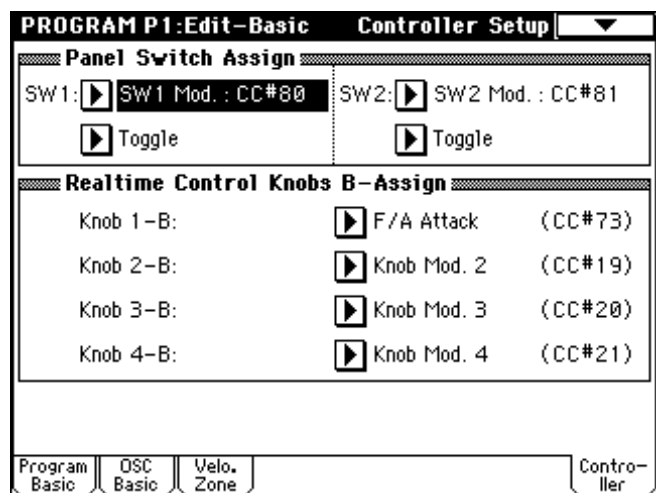 PROGRAM P1:Edit-Basic Controller Setup
Panel Switch Assign
SW1: SW1 Mod. : CC#80 SW2: SW2 Mod. : CC#81
Toggle Toggle
Realtime Control Knobs B-Assign
Knob 1-B: F/A Attack (CC#73)
Knob 2-B: Knob Mod. 2 (CC#19)
Knob 3-B: Knob Mod. 3 (CC#20)
Knob 4-B: Knob Mod. 4 (CC#21)
Program OSC Velo. Contro-
Basic Basic Zone ller